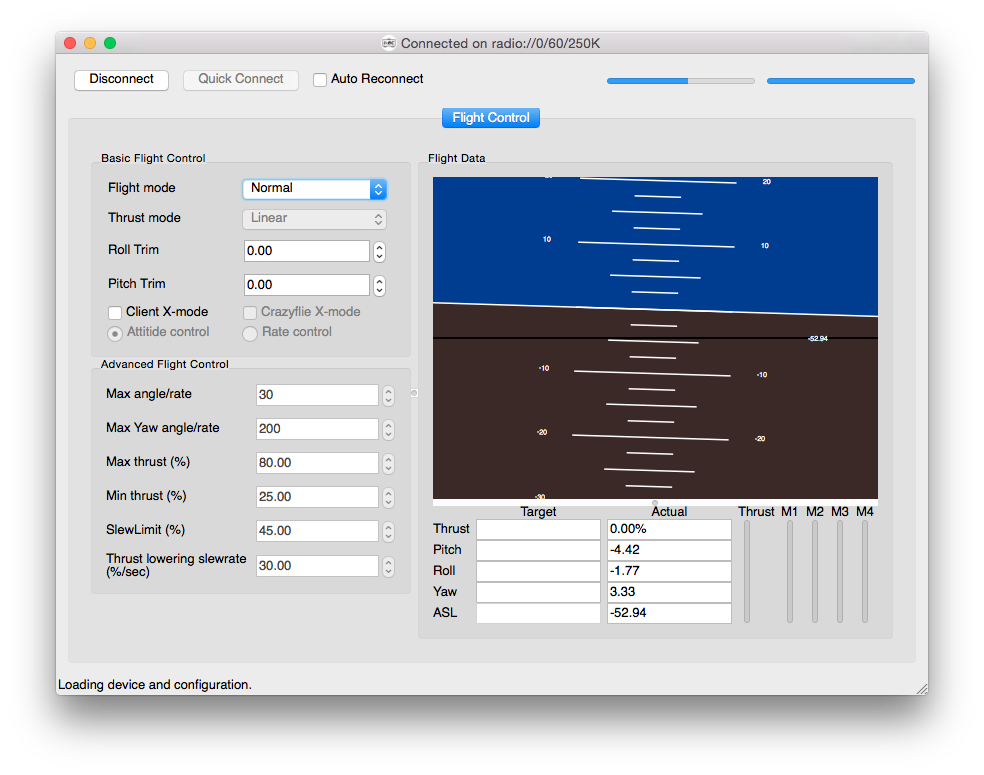 Connected on radio://0/60/250K
Disconnect
Quick Connect
Auto Reconnect
Flight Control
Basic Flight Control
Flight mode
Normal
Thrust mode
Linear
Roll Trim
0.00
Pitch Trim
0.00
Client X-mode
Crazyflie X-mode
Attitide control
Rate control
Advanced Flight Control
Max angle/rate
30
Max Yaw angle/rate
200
Max thrust (%)
80.00
Min thrust (%)
25.00
SlewLimit (%)
45.00
Thrust lowering slewrate
(%/sec)
30.00
Flight Data
20
10
10
-52.94
-10
-10
-20
-20
-30
Target
Actual
Thrust
M1
M2
M3
M4
Thrust
0.00%
Pitch
-4.42
Roll
-1.77
Yaw
3.33
ASL
-52.94
Loading device and configuration.